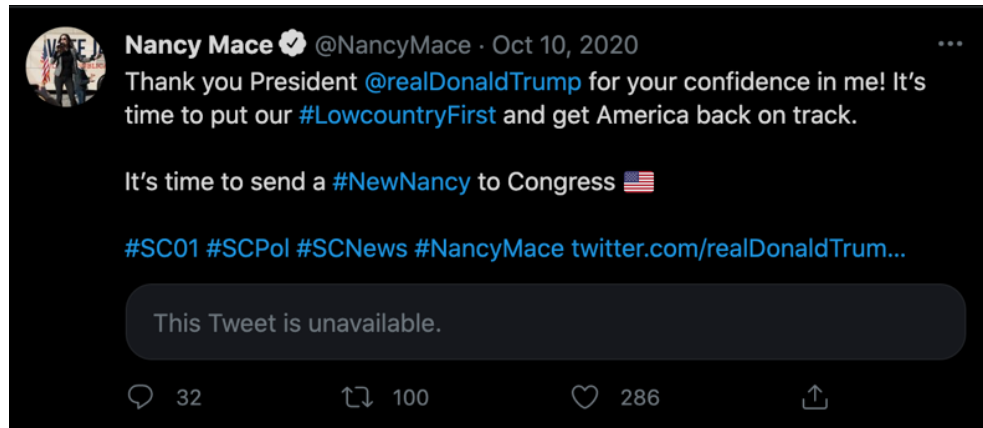 Nancy Mace @NancyMace · Oct 10, 2020
Thank you President @realDonaldTrump for your confidence in me! It's
time to put our #LowcountryFirst and get America back on track.
It's time to send a #NewNancy to Congress 🇺🇸
#SC01 #SCPol #SCNews #NancyMace twitter.com/realDonaldTrum...
This Tweet is unavailable.
32 100 286